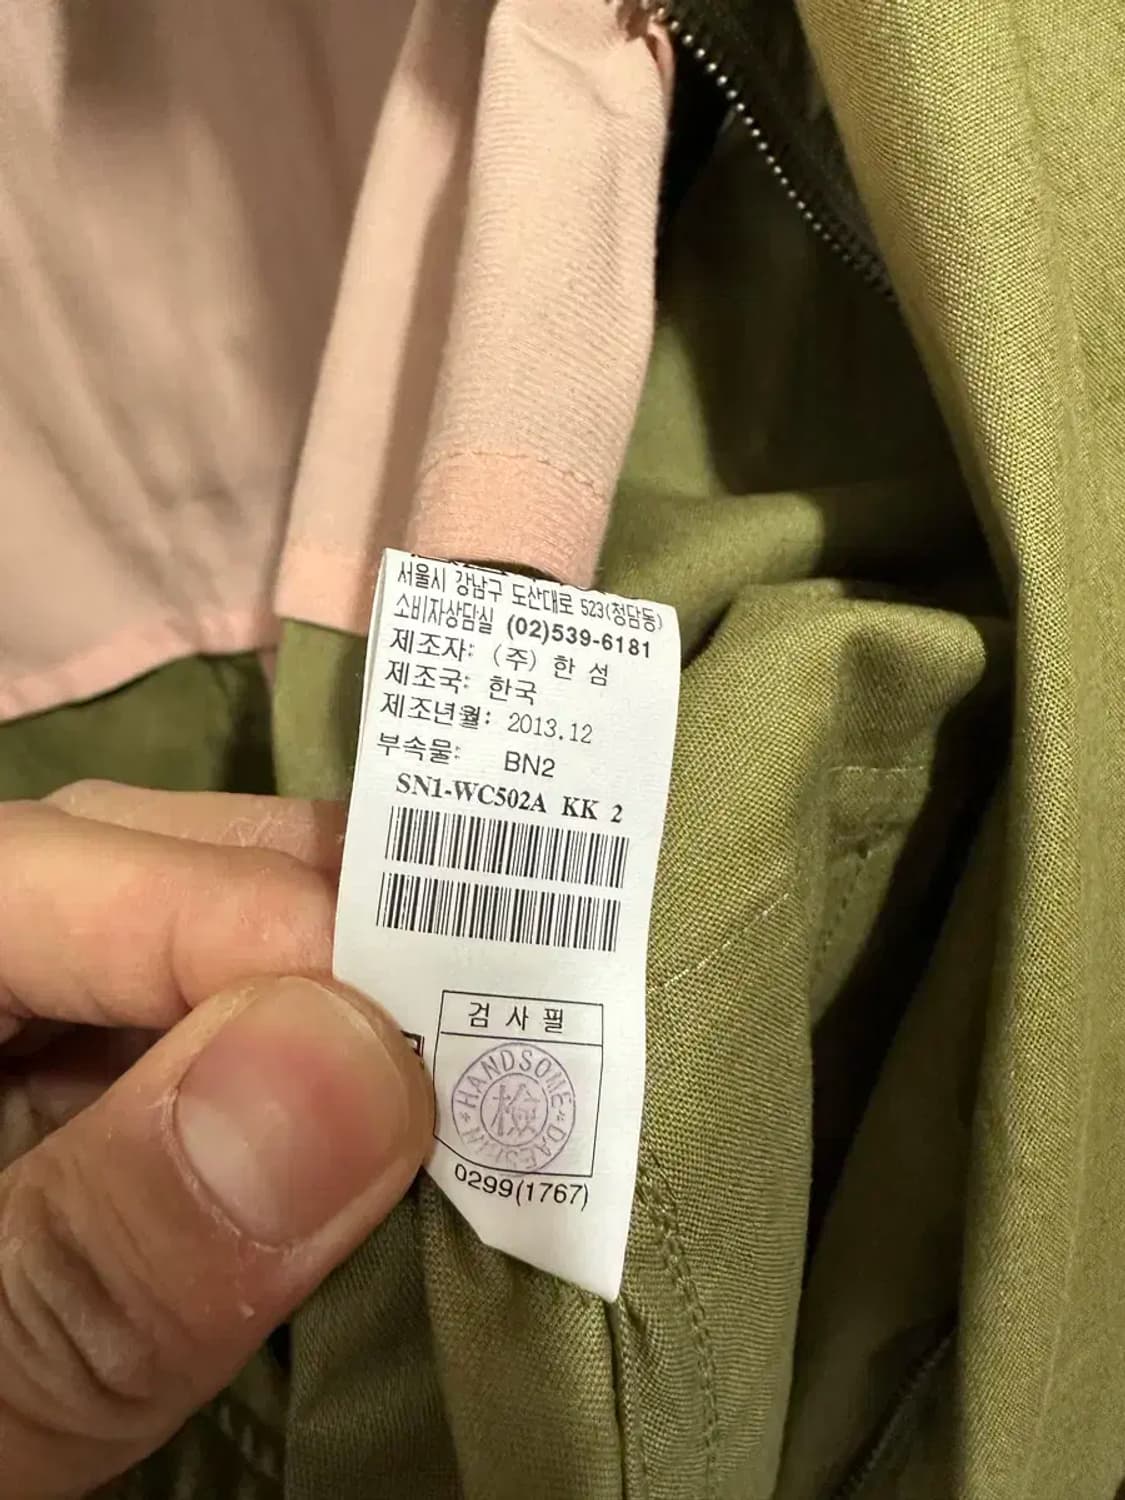 서울시 강남구 도산대로 523(청담동)
소비자상담실 (02)539-6181
제조자: (주) 한 섬
제조국: 한국
제조년월: 2013.12
부속물: BN2
SN1-WC502A KK 2
검 사 필
HANDSOME DAESHIN
檢
0299(1767)